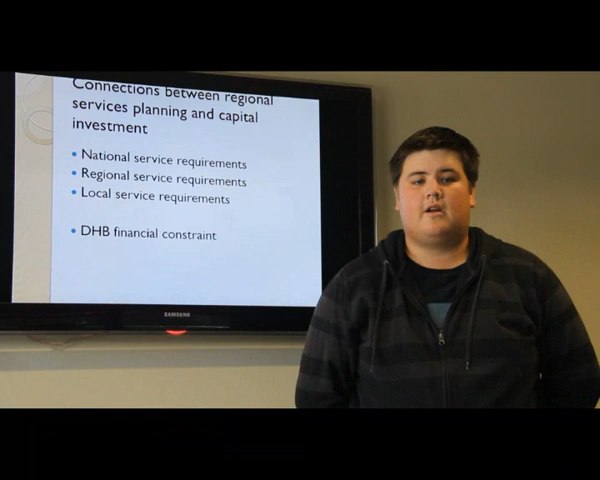 Connections between regional
services planning and capital
investment
• National service requirements
• Regional service requirements
• Local service requirements
• DHB financial constraint
SAMSUNG